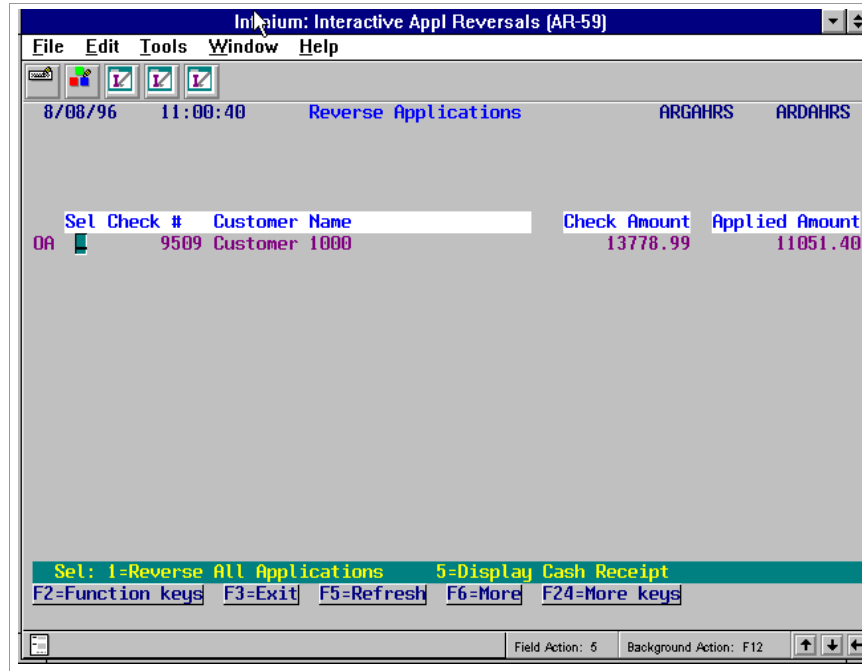 Infinium: Interactive Appl Reversals (AR-59)
File Edit Tools Window Help
8/08/96 11:00:40 Reverse Applications ARGAHRS ARDAHRS
Sel Check # Customer Name Check Amount Applied Amount
OA 9509 Customer 1000 13778.99 11051.40
Sel: 1=Reverse All Applications 5=Display Cash Receipt
F2=Function keys F3=Exit F5=Refresh F6=More F24=More keys
Field Action: 5 Background Action: F12